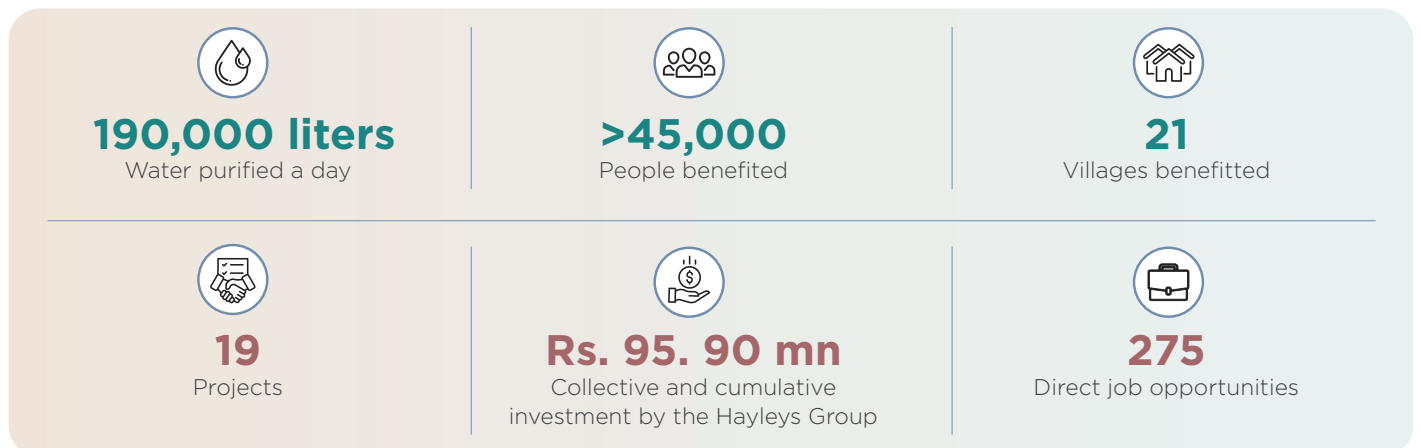 190,000 liters
Water purified a day
>45,000
People benefited
21
Villages benefitted
19
Projects
Rs. 95. 90 mn
Collective and cumulative
investment by the Hayleys Group
275
Direct job opportunities